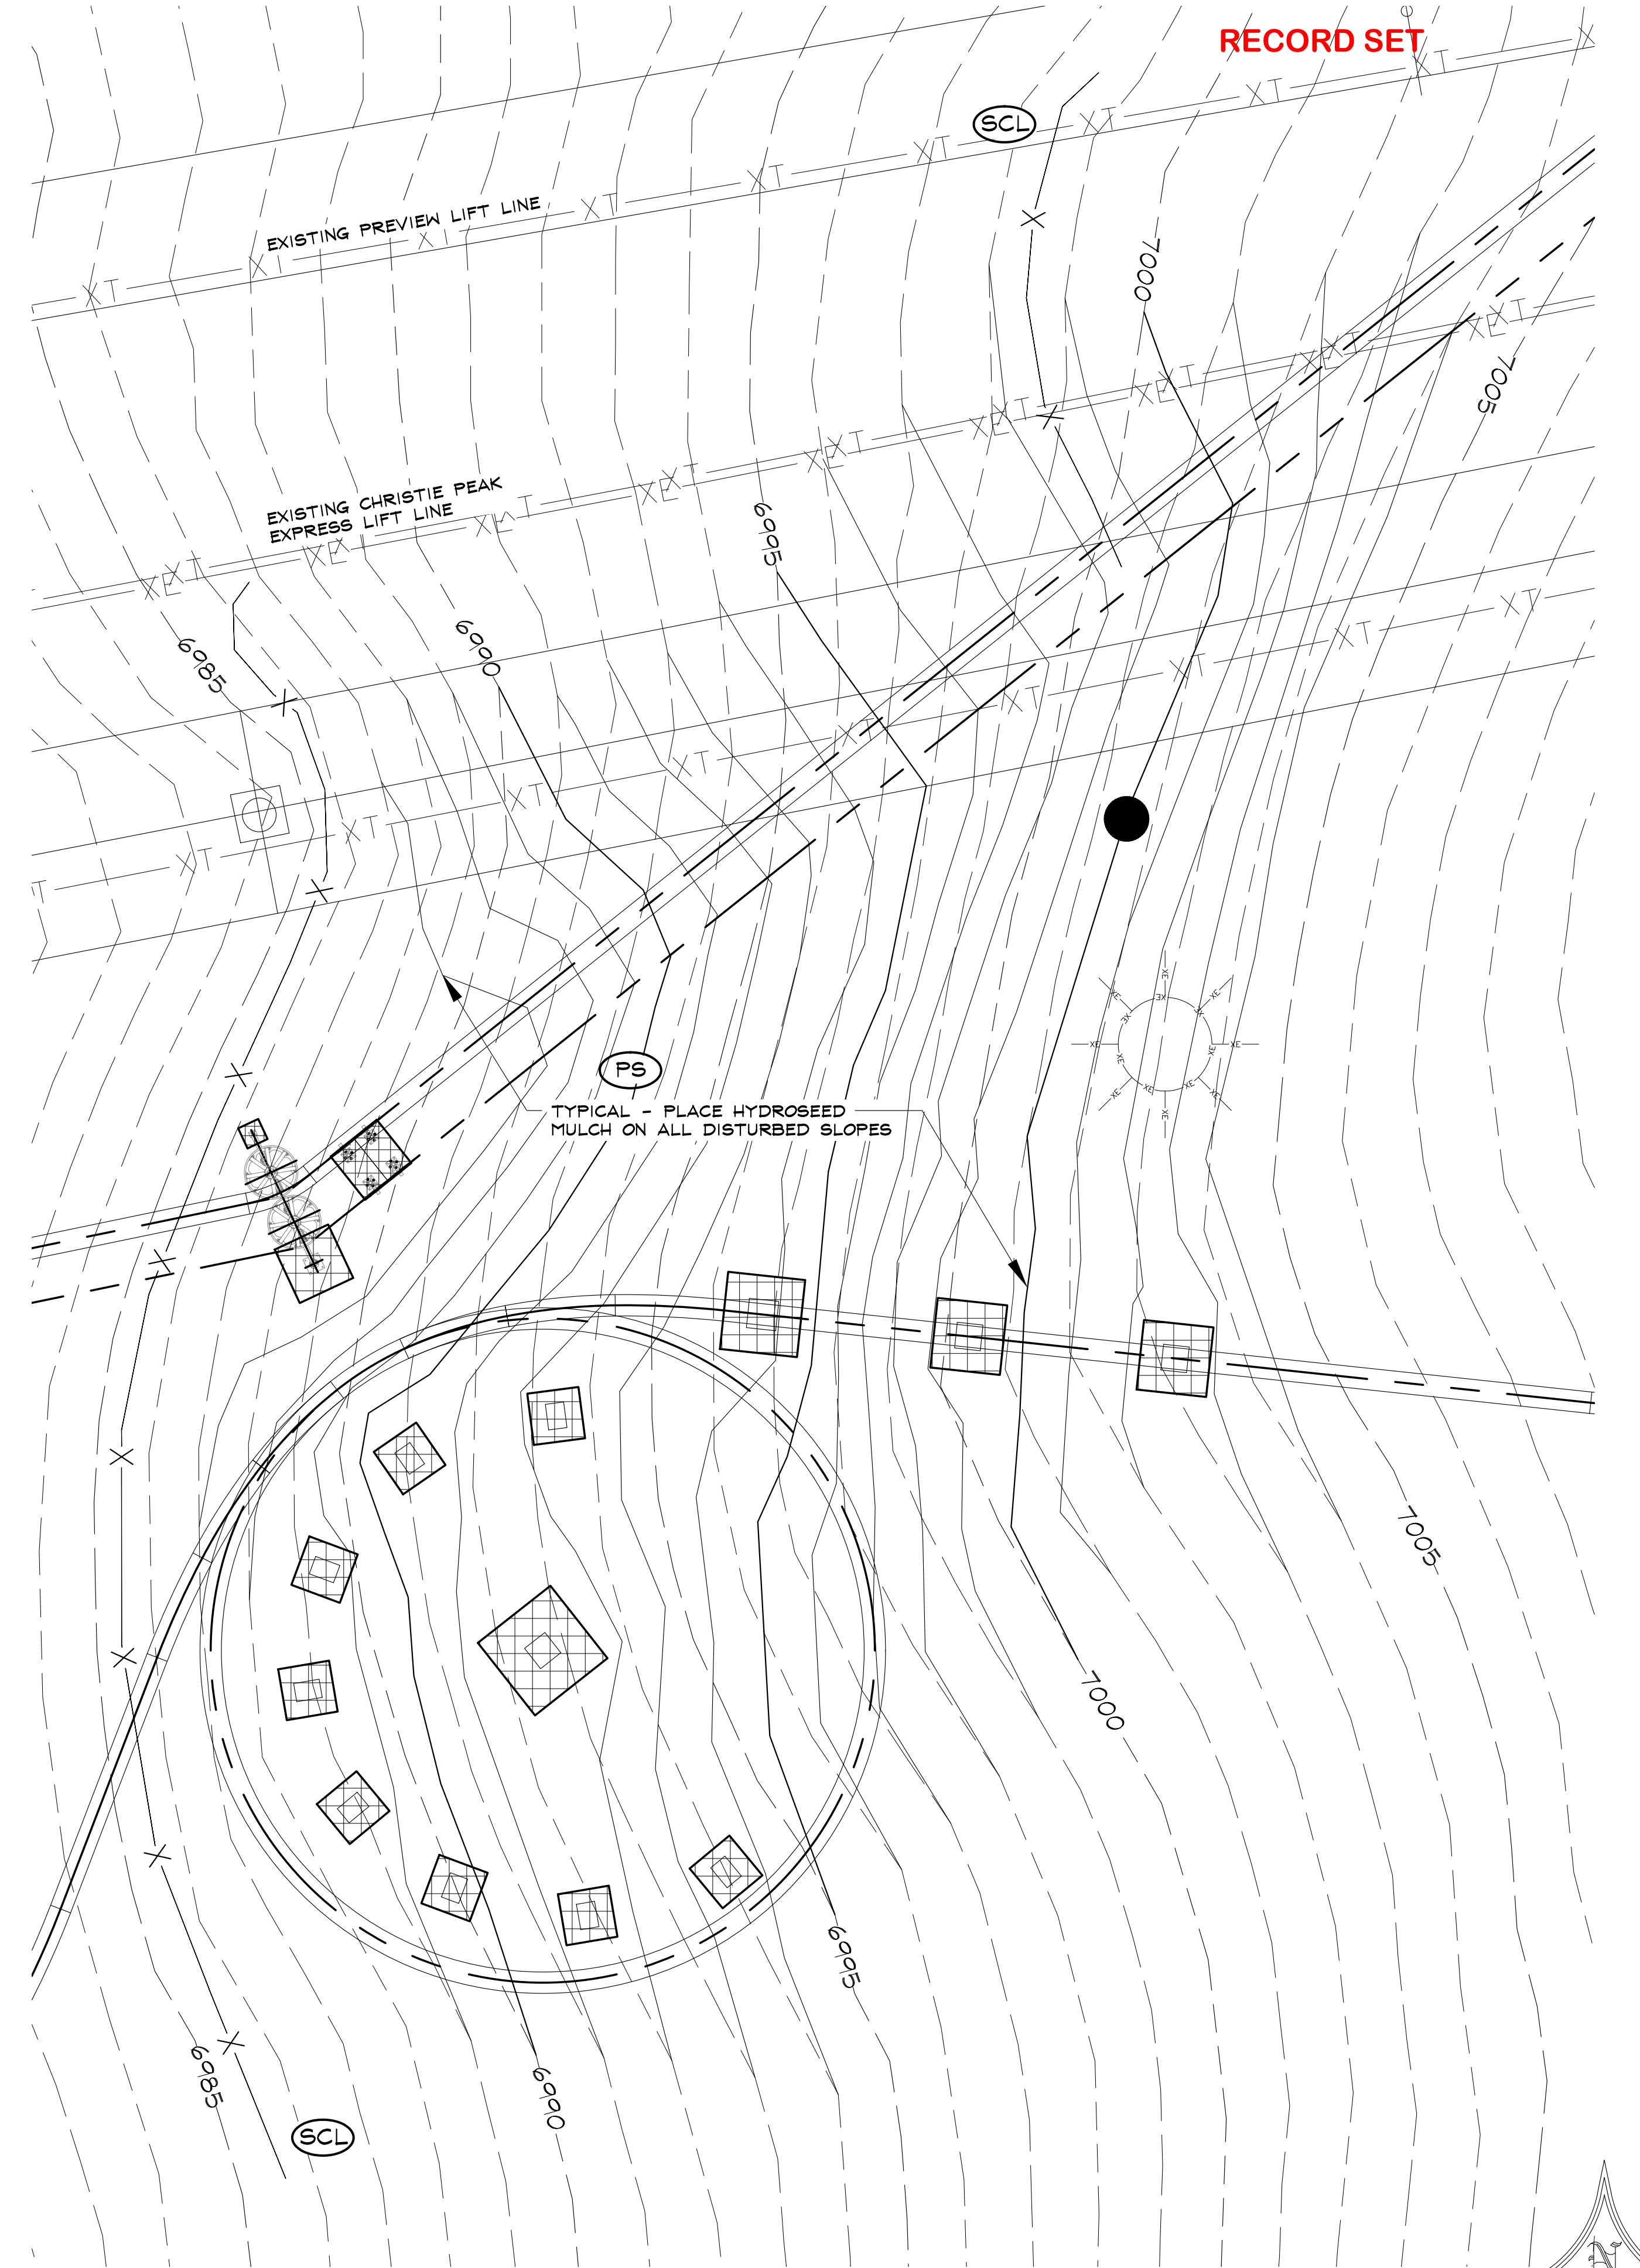 RECORD SET
SCL
EXISTING PREVIEW LIFT LINE
7000
7005
EXISTING CHRISTIE PEAK
EXPRESS LIFT LINE
6995
6990
6985
PS
TYPICAL - PLACE HYDROSEED
MULCH ON ALL DISTURBED SLOPES
7005
7000
6995
6985
6990
SCL
N